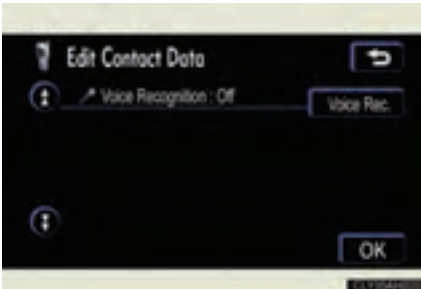 Edit Contact Data
Voice Recognition : Off
Voice Rec.
OK